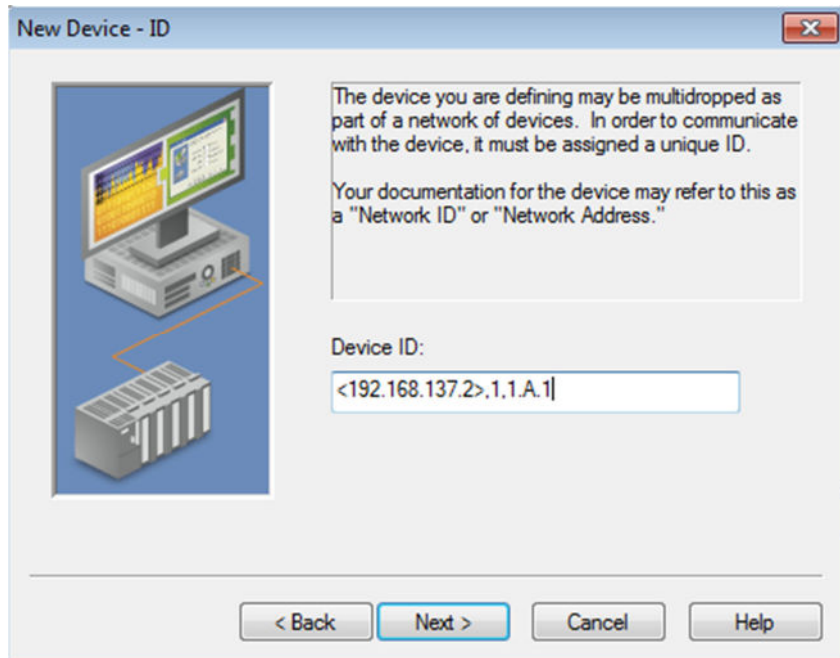 New Device - ID
The device you are defining may be multidropped as
part of a network of devices. In order to communicate
with the device, it must be assigned a unique ID.
Your documentation for the device may refer to this as
a "Network ID" or "Network Address."
Device ID:
<192.168.137.2>,1,1.A.1
< Back
Next >
Cancel
Help